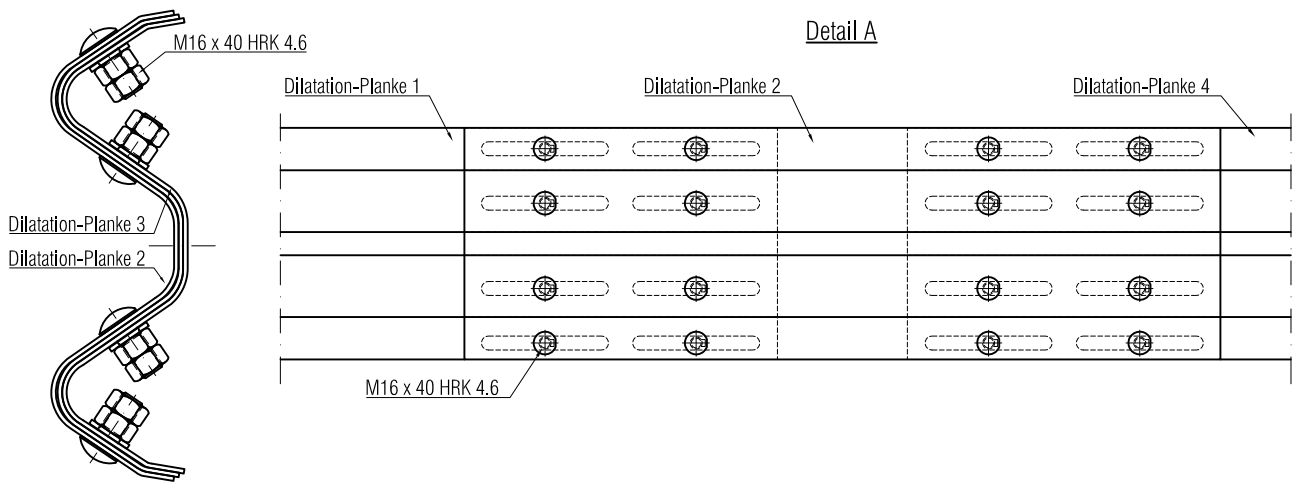 M16 x 40 HRK 4.6
Dilatation-Planke 3
Dilatation-Planke 2
Detail A
Dilatation-Planke 1
Dilatation-Planke 2
Dilatation-Planke 4
M16 x 40 HRK 4.6